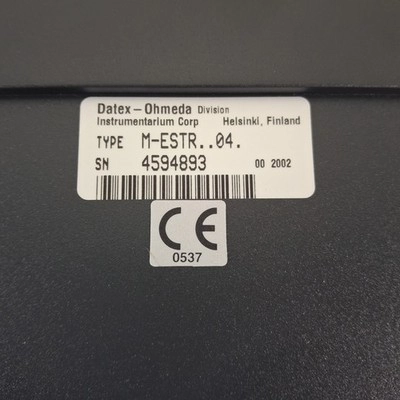 Datex-Ohmeda Division
Instrumentarium Corp Helsinki, Finland
TYPE M-ESTR..04.
SN 4594893 00 2002
CE
0537